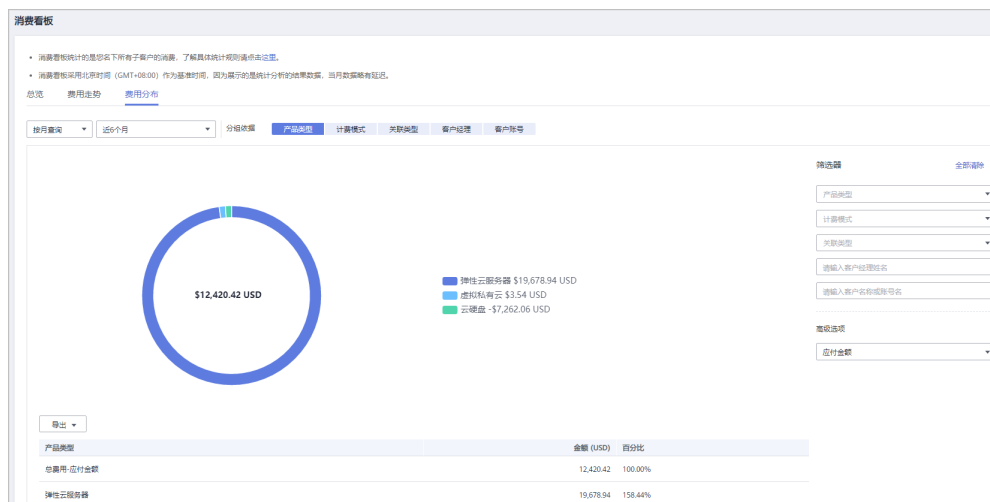 消费看板
• 消费看板统计的是您名下所有子客户的消费，了解具体统计规则请点击这里。
• 消费看板采用北京时间（GMT+08:00）作为基准时间，因为展示的是统计分析的结果数据，当月数据略有延迟。
总览 费用走势 费用分布
按月查询 近6个月 分组依据 产品类型 计费模式 关联类型 客户经理 客户账号
筛选器 全部清除
产品类型
计费模式
关联类型
请输入客户经理姓名
请输入客户名称或账号名
高级选项
应付金额
$12,420.42 USD
弹性云服务器 $19,678.94 USD
虚拟私有云 $3.54 USD
云硬盘 -$7,262.06 USD
导出
产品类型 金额 (USD) 百分比
总费用-应付金额 12,420.42 100.00%
弹性云服务器 19,678.94 158.44%